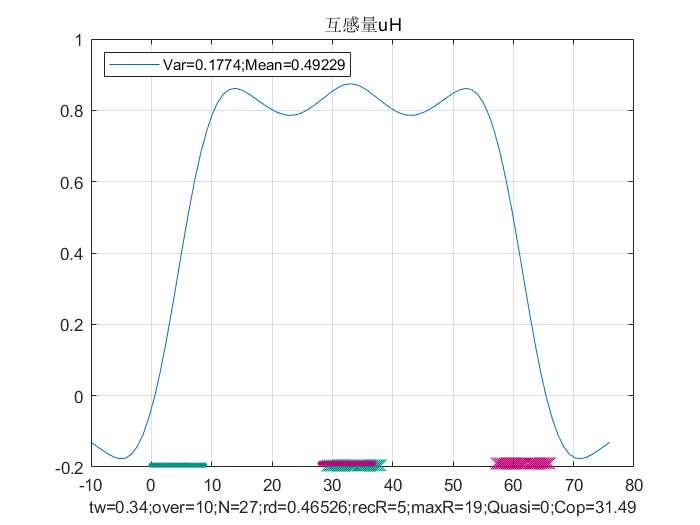 互感量uH
Var=0.1774;Mean=0.49229
1
0.8
0.6
0.4
0.2
0
-0.2
-10 0 10 20 30 40 50 60 70 80
tw=0.34;over=10;N=27;rd=0.46526;recR=5;maxR=19;Quasi=0;Cop=31.49